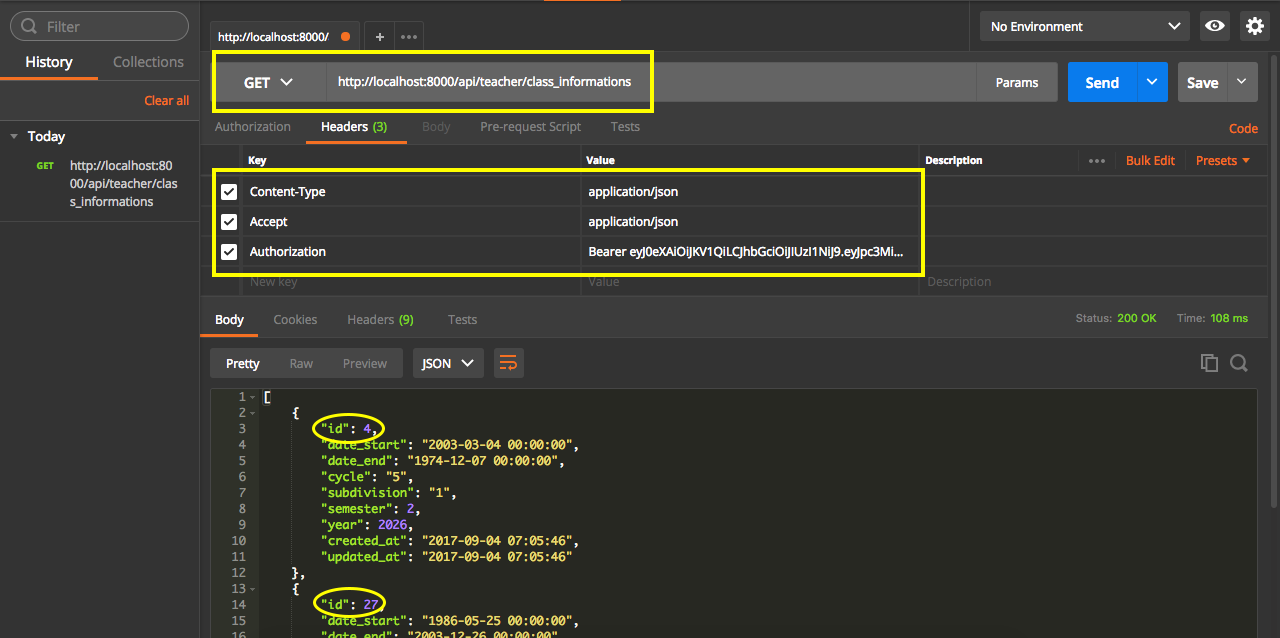 Filter
History Collections
Clear all
Today
GET http://localhost:80
00/api/teacher/clas
s_informations
http://localhost:8000/
+ •••
No Environment
GET http://localhost:8000/api/teacher/class_informations Params Send Save
Authorization Headers (3) Body Pre-request Script Tests Code
Key Value Description ••• Bulk Edit Presets
Content-Type application/json
Accept application/json
Authorization Bearer eyJ0eXAiOiJKV1QiLCJhbGciOiJIUzI1NiJ9.eyJpc3Mi...
New key Value Description
Body Cookies Headers (9) Tests Status: 200 OK Time: 108 ms
Pretty Raw Preview JSON
1 [
2 {
3 "id": 4,
4 "date_start": "2003-03-04 00:00:00",
5 "date_end": "1974-12-07 00:00:00",
6 "cycle": "5",
7 "subdivision": "1",
8 "semester": 2,
9 "year": 2026,
10 "created_at": "2017-09-04 07:05:46",
11 "updated_at": "2017-09-04 07:05:46"
12 },
13 {
14 "id": 27,
15 "date_start": "1986-05-25 00:00:00",
16 "date_end": "2003-12-26 00:00:00",